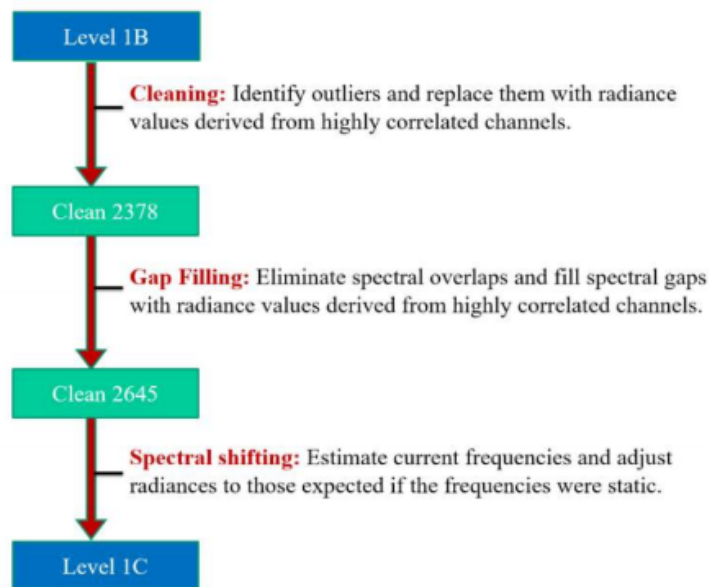 Level 1B
Cleaning: Identify outliers and replace them with radiance
values derived from highly correlated channels.
Clean 2378
Gap Filling: Eliminate spectral overlaps and fill spectral gaps
with radiance values derived from highly correlated channels.
Clean 2645
Spectral shifting: Estimate current frequencies and adjust
radiances to those expected if the frequencies were static.
Level 1C